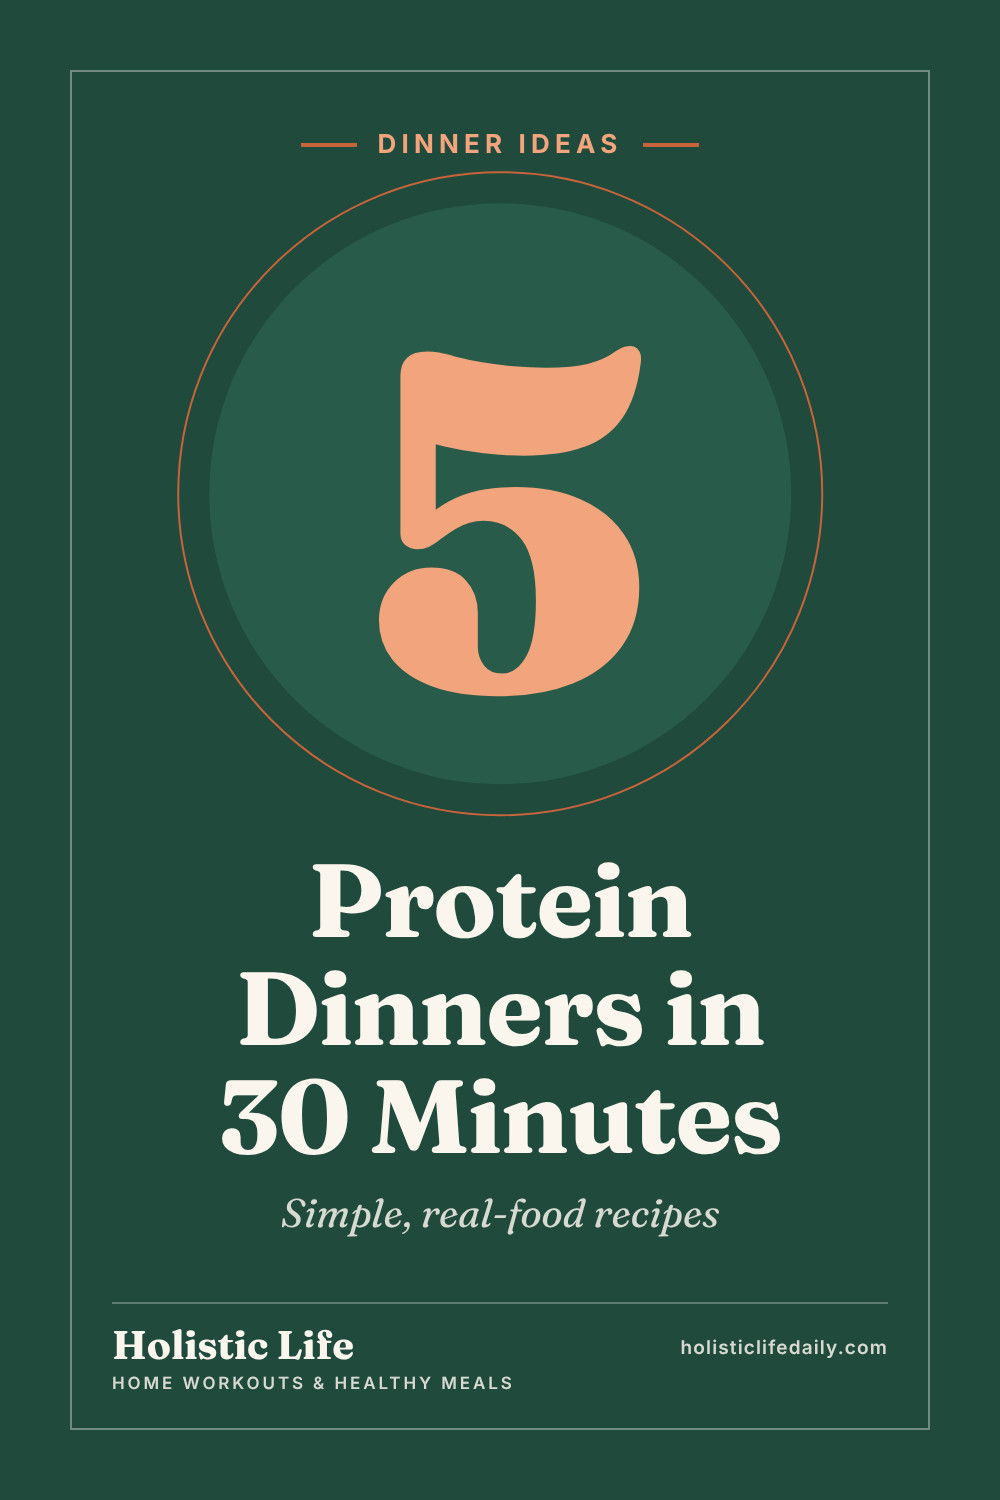 DINNER IDEAS
5
Protein
Dinners in
30 Minutes
Simple, real-food recipes
Holistic Life
HOME WORKOUTS & HEALTHY MEALS
holisticlifedaily.com